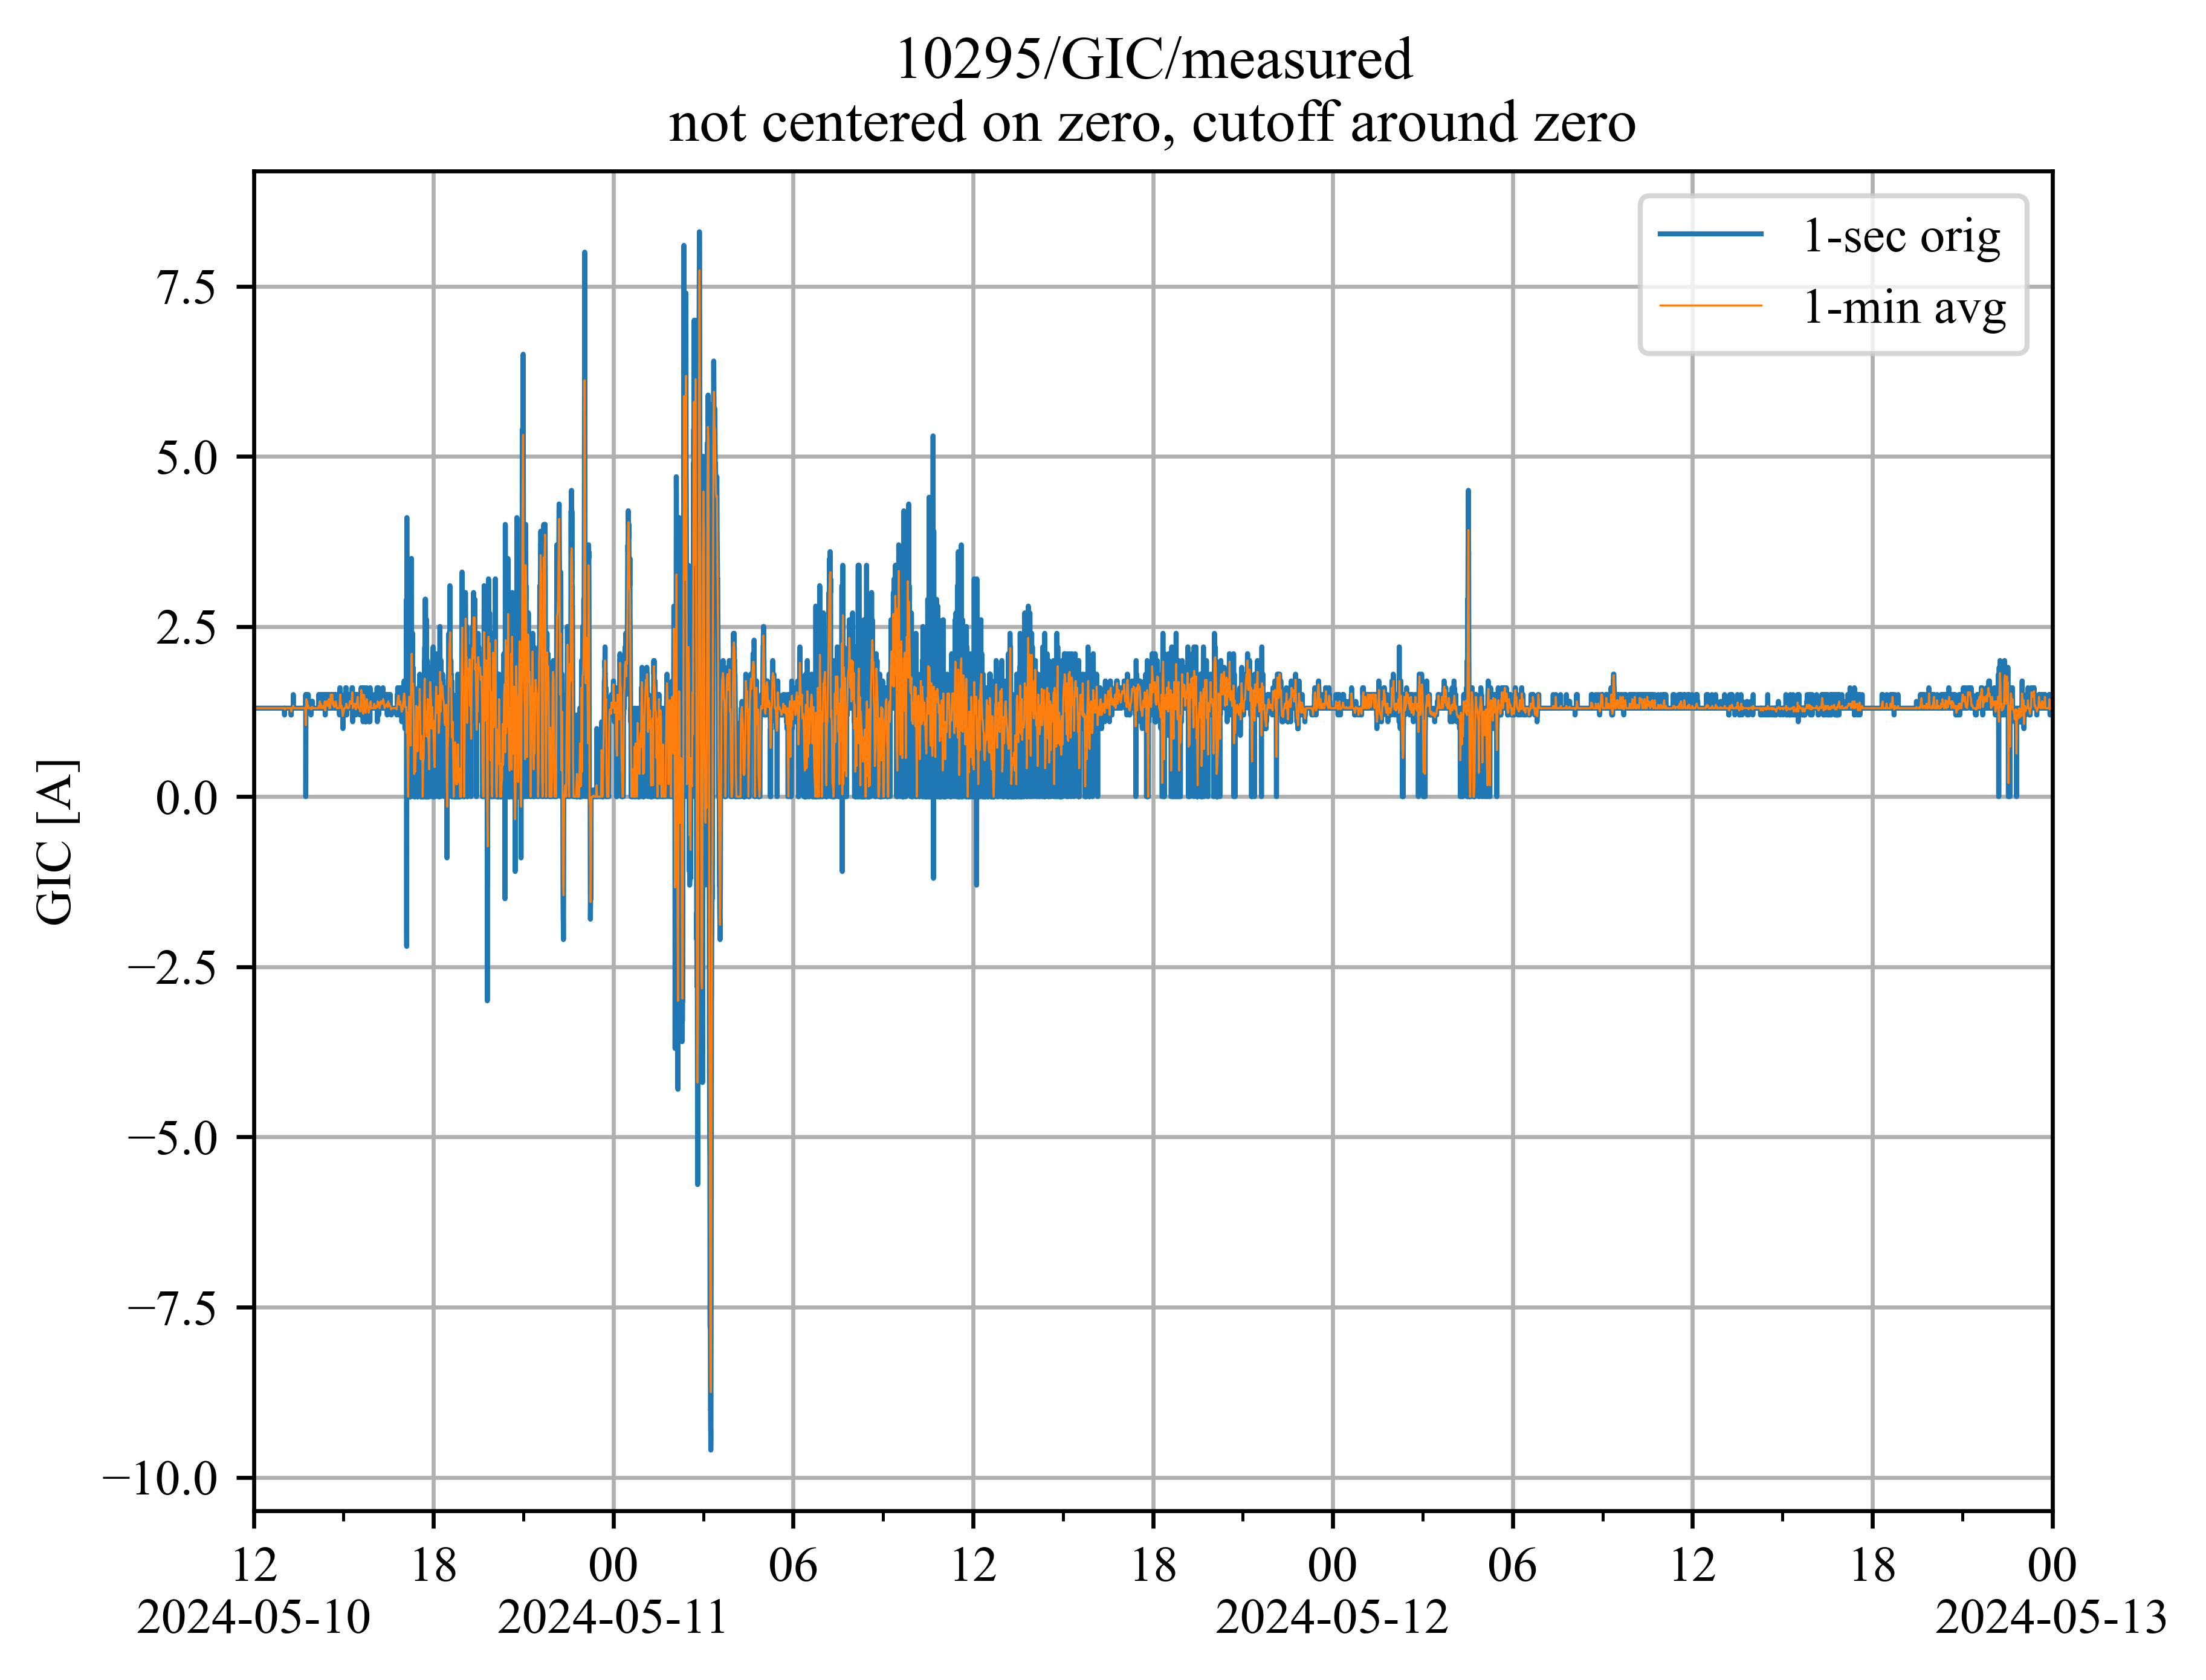 10295/GIC/measured
not centered on zero, cutoff around zero
1-sec orig
1-min avg
GIC [A]
7.5
5.0
2.5
0.0
−2.5
−5.0
−7.5
−10.0
12 18 00 06 12 18 00 06 12 18 00
2024-05-10 2024-05-11 2024-05-12 2024-05-13